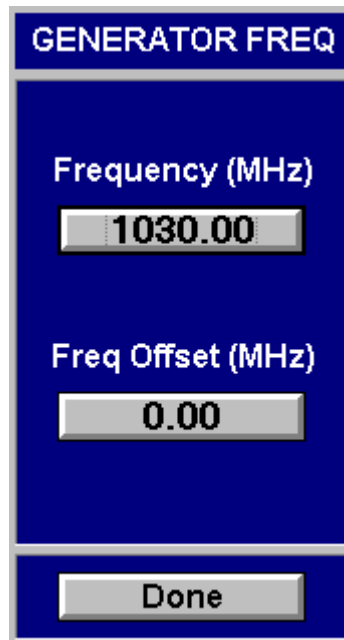 GENERATOR FREQ
Frequency (MHz)
1030.00
Freq Offset (MHz)
0.00
Done